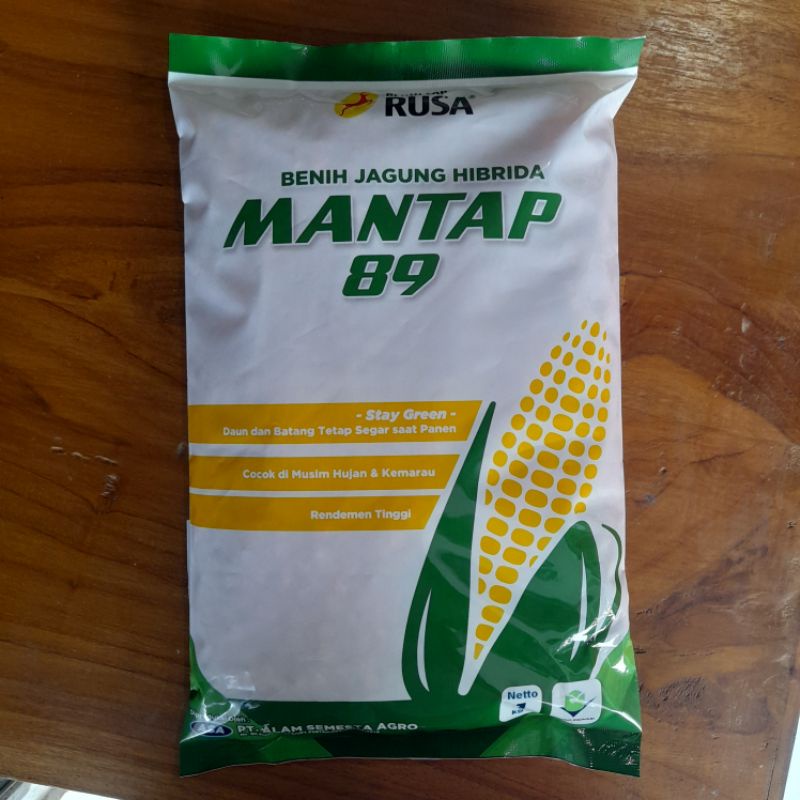 RUSA®
BENIH JAGUNG HIBRIDA
MANTAP
89
- Stay Green -
Daun dan Batang Tetap Segar saat Panen
Cocok di Musim Hujan & Kemarau
Rendemen Tinggi
Netto
PT. ALAM SEMESTA AGRO